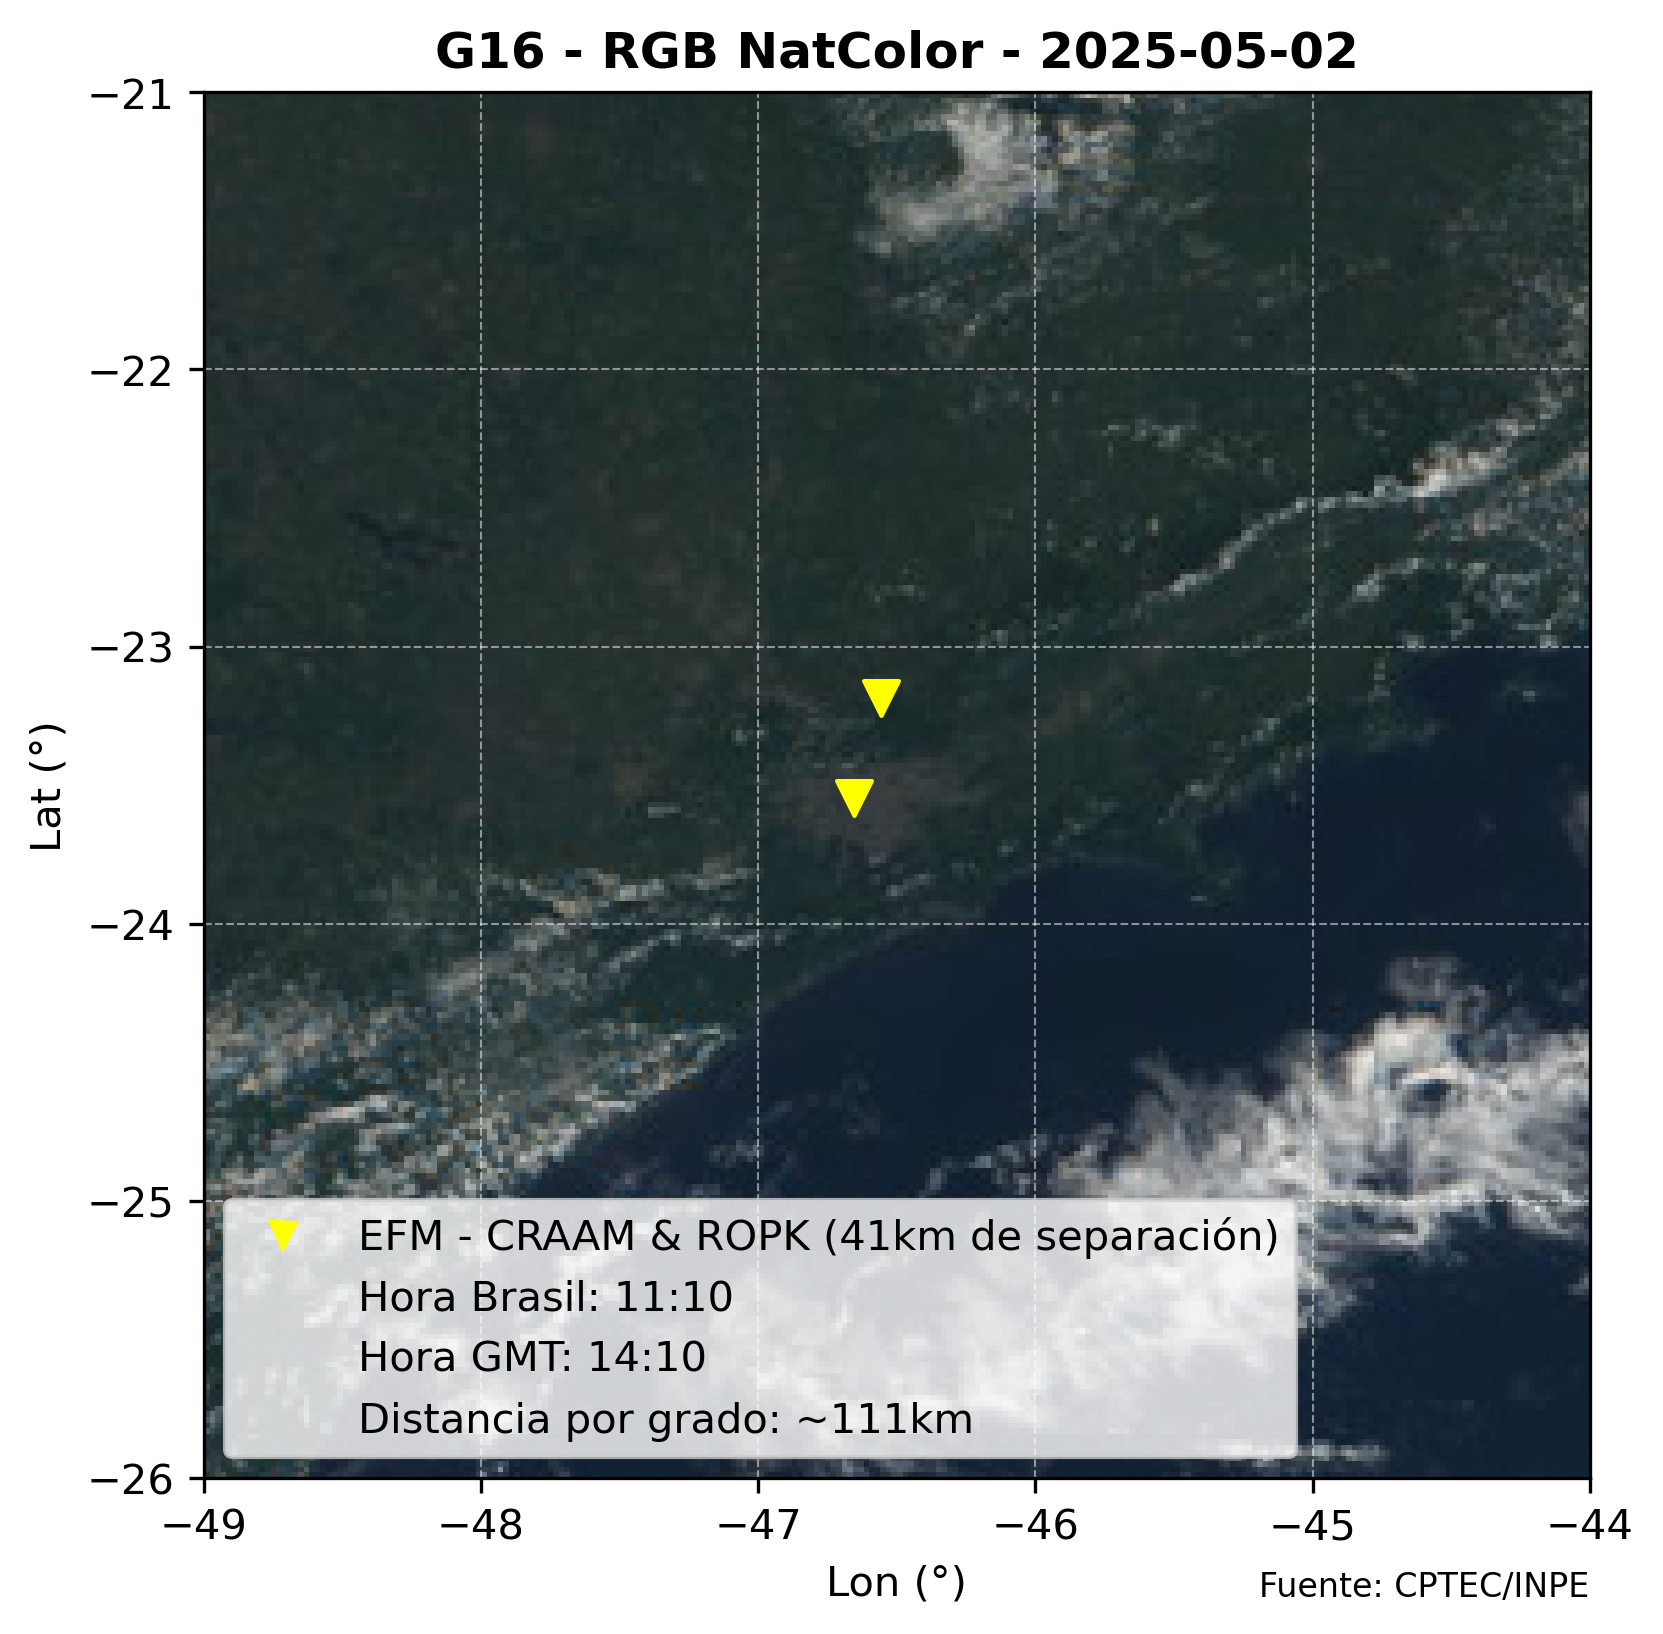 G16 - RGB NatColor - 2025-05-02
−21
−22
−23
−24
−25
−26
Lat (°)
EFM - CRAAM & ROPK (41km de separación)
Hora Brasil: 11:10
Hora GMT: 14:10
Distancia por grado: ~111km
−49 −48 −47 −46 −45 −44
Lon (°)
Fuente: CPTEC/INPE